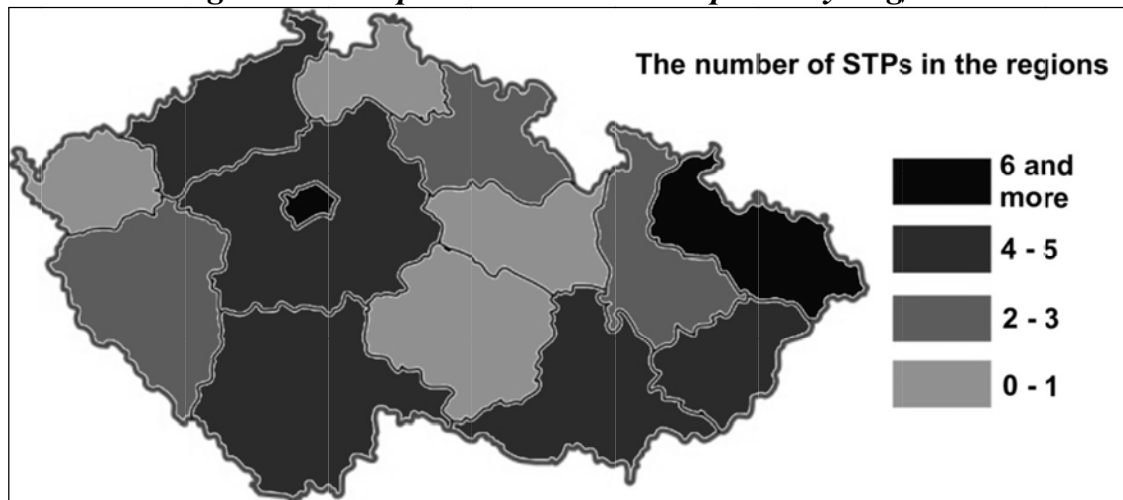 The number of STPs in the regions
6 and
more
4 - 5
2 - 3
0 - 1